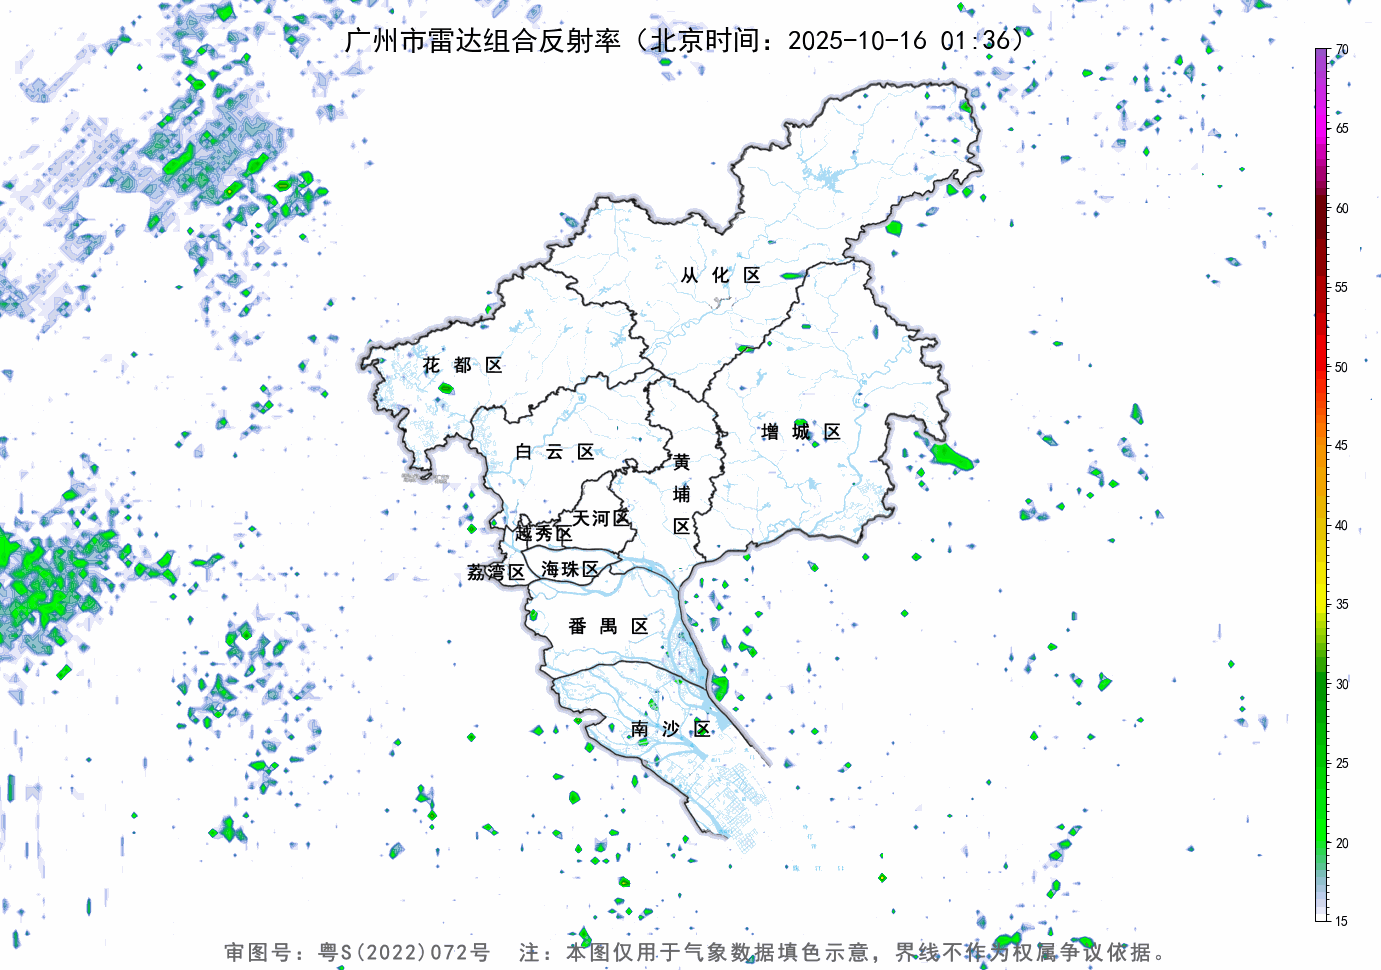 广州市雷达组合反射率（北京时间：2025-10-16 01:36）
70
65
60
55
50
45
40
35
30
25
20
15
从化区
花都区
增城区
白云区
黄埔区
天河区
越秀区
荔湾区
海珠区
番禺区
南沙区
审图号：粤S(2022)072号 注：本图仅用于气象数据填色示意，界线不作为权属争议依据。